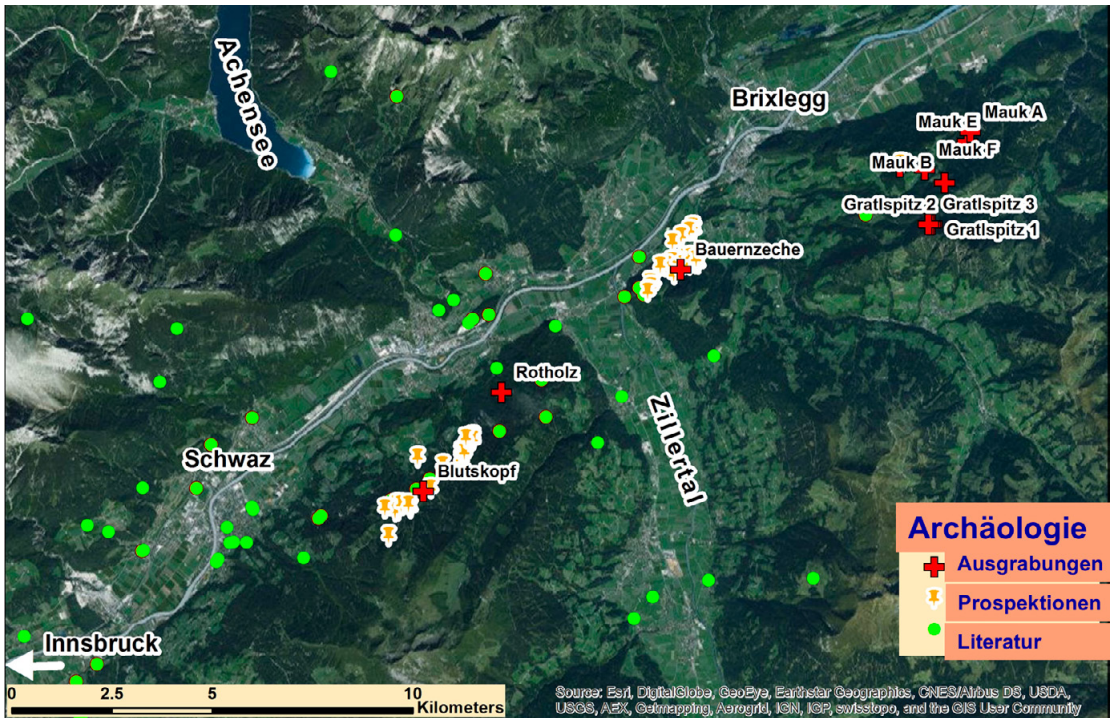 Achensee
Brixlegg
Mauk E
Mauk A
Mauk F
Mauk B
Gratlspitz 2
Gratlspitz 3
Gratlspitz 1
Bauernzeche
Rotholz
Zillertal
Schwaz
Blutskopf
Archäologie
Ausgrabungen
Prospektionen
Literatur
Innsbruck
0 2.5 5 10
Kilometers
Source: Esri, DigitalGlobe, GeoEye, Earthstar Geographics, CNES/Airbus DS, USDA,
USGS, AEX, Getmapping, Aerogrid, IGN, IGP, swisstopo, and the GIS User Community